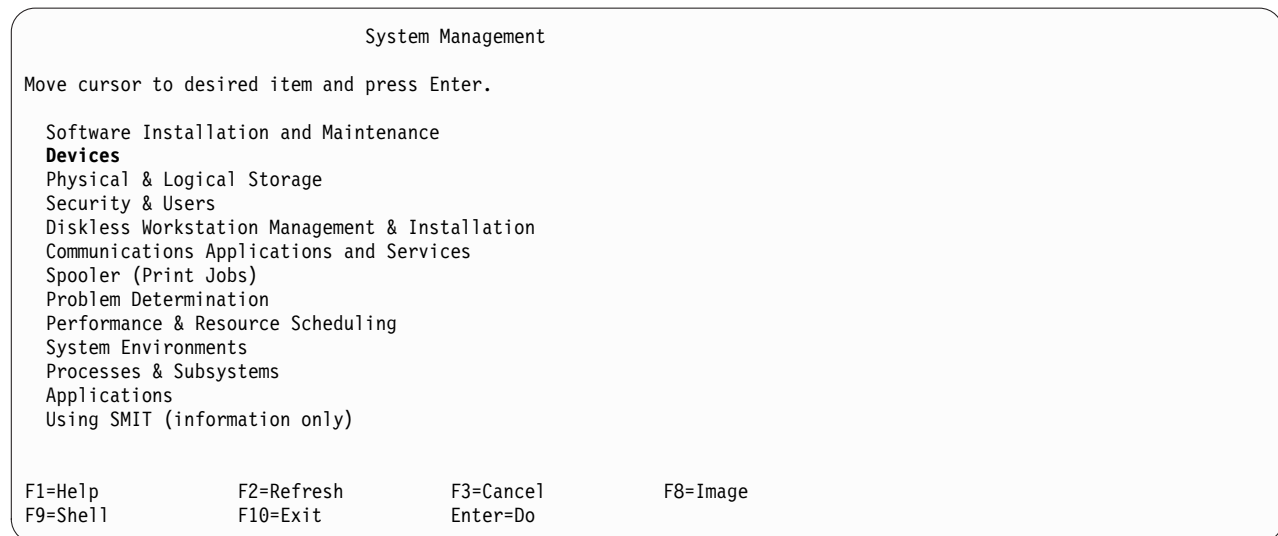 System Management
Move cursor to desired item and press Enter.
Software Installation and Maintenance
Devices
Physical & Logical Storage
Security & Users
Diskless Workstation Management & Installation
Communications Applications and Services
Spooler (Print Jobs)
Problem Determination
Performance & Resource Scheduling
System Environments
Processes & Subsystems
Applications
Using SMIT (information only)
F1=Help F2=Refresh F3=Cancel F8=Image
F9=Shell F10=Exit Enter=Do